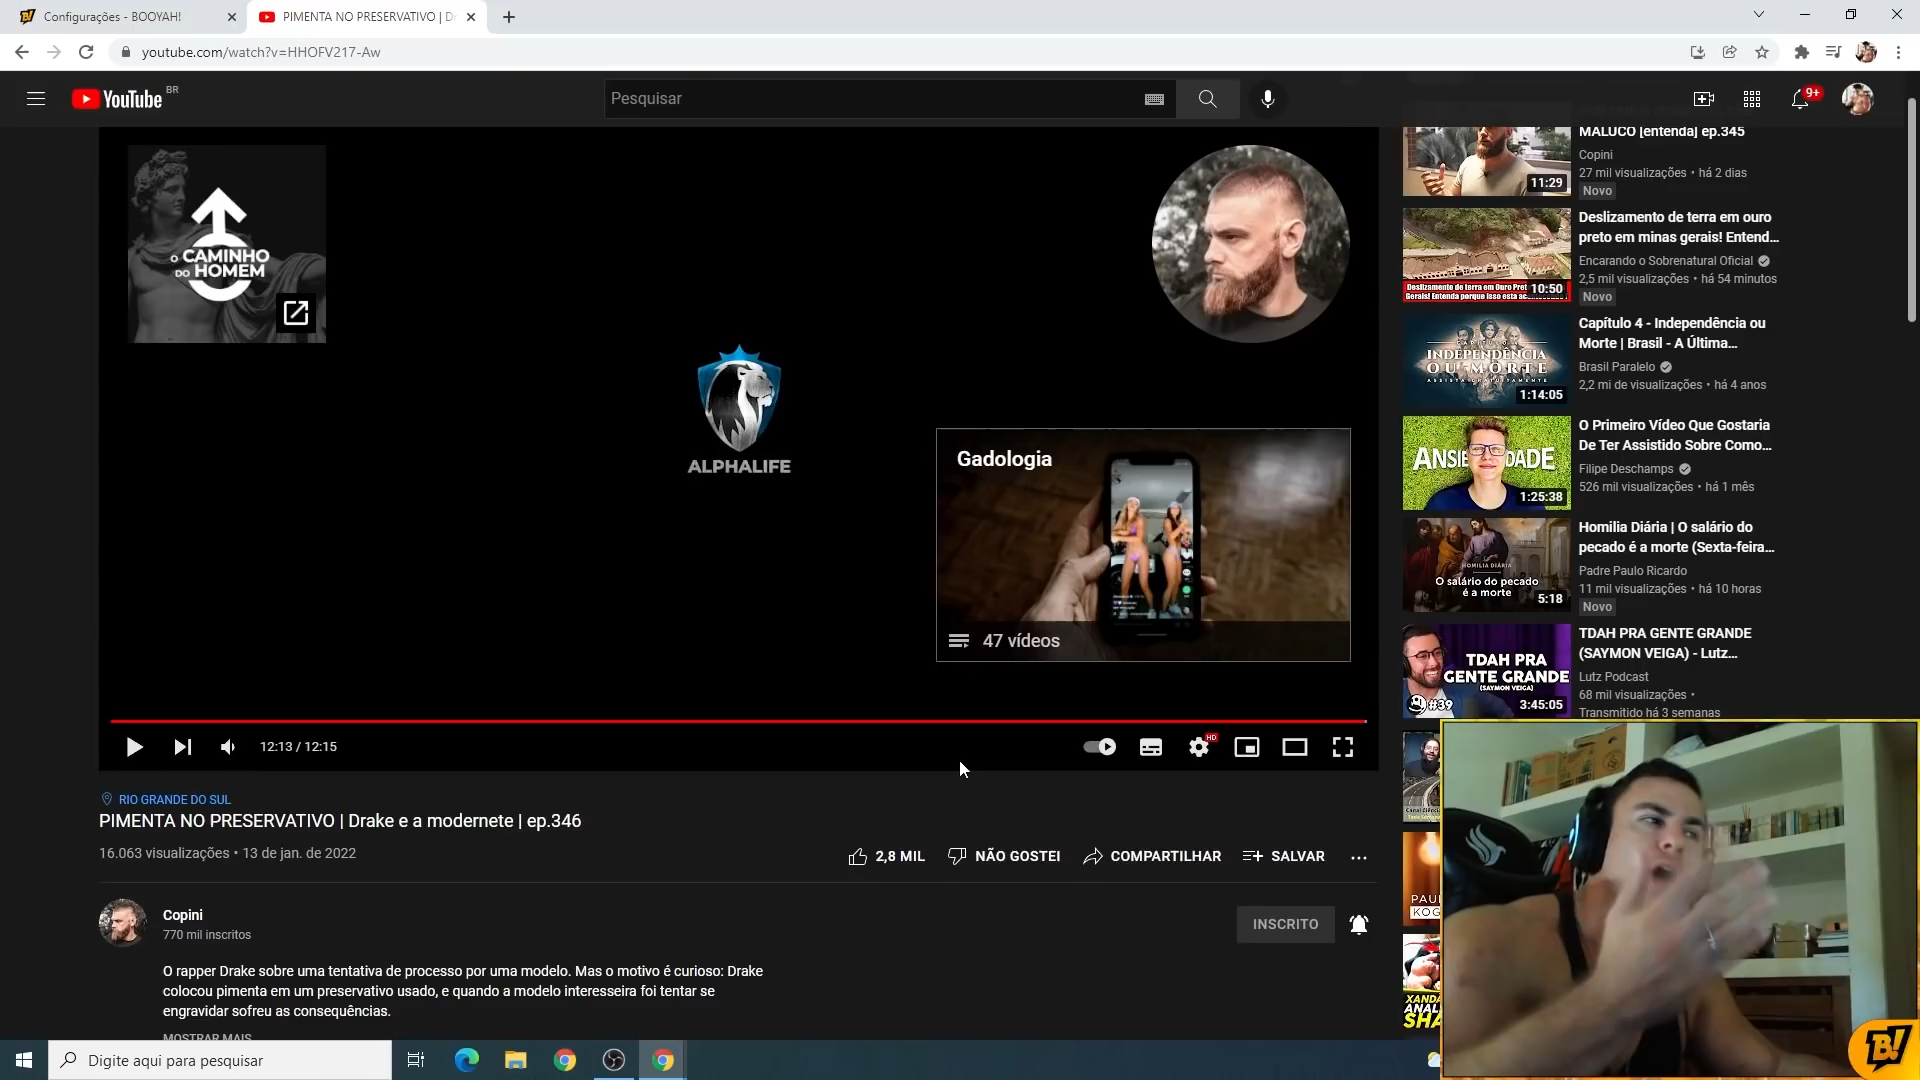 Configurações - BOOYAH!
PIMENTA NO PRESERVATIVO | Dr
youtube.com/watch?v=HHOFV217-Aw
YouTube BR
Pesquisar
9+
O CAMINHO
DO HOMEM
ALPHALIFE
Gadologia
47 vídeos
12:13 / 12:15
HD
RIO GRANDE DO SUL
PIMENTA NO PRESERVATIVO | Drake e a modernete | ep.346
16.063 visualizações • 13 de jan. de 2022
2,8 MIL
NÃO GOSTEI
COMPARTILHAR
SALVAR
Copini
770 mil inscritos
INSCRITO
O rapper Drake sobre uma tentativa de processo por uma modelo. Mas o motivo é curioso: Drake
colocou pimenta em um preservativo usado, e quando a modelo interesseira foi tentar se
engravidar sofreu as consequências.
MOSTRAR MAIS
MALUCO [entenda] ep.345
Copini
27 mil visualizações • há 2 dias
Novo
11:29
Deslizamento de terra em ouro
preto em minas gerais! Entend...
Encarando o Sobrenatural Oficial
2,5 mil visualizações • há 54 minutos
Novo
10:50
Capítulo 4 - Independência ou
Morte | Brasil - A Última...
Brasil Paralelo
2,2 mi de visualizações • há 4 anos
INDEPENDÊNCIA
OU MORTE
ASSISTA GRATUITAMENTE
1:14:05
O Primeiro Vídeo Que Gostaria
De Ter Assistido Sobre Como...
Filipe Deschamps
526 mil visualizações • há 1 mês
ANSIEDADE
1:25:38
Homilia Diária | O salário do
pecado é a morte (Sexta-feira...
Padre Paulo Ricardo
11 mil visualizações • há 10 horas
Novo
HOMILIA DIÁRIA
O salário do pecado
é a morte
5:18
TDAH PRA GENTE GRANDE
(SAYMON VEIGA) - Lutz...
Lutz Podcast
68 mil visualizações •
Transmitido há 3 semanas
TDAH PRA
GENTE GRANDE
(SAYMON VEIGA)
#39
3:45:05
PAUL
KOG
XANDA
ANAL
SHA
B!
Digite aqui para pesquisar